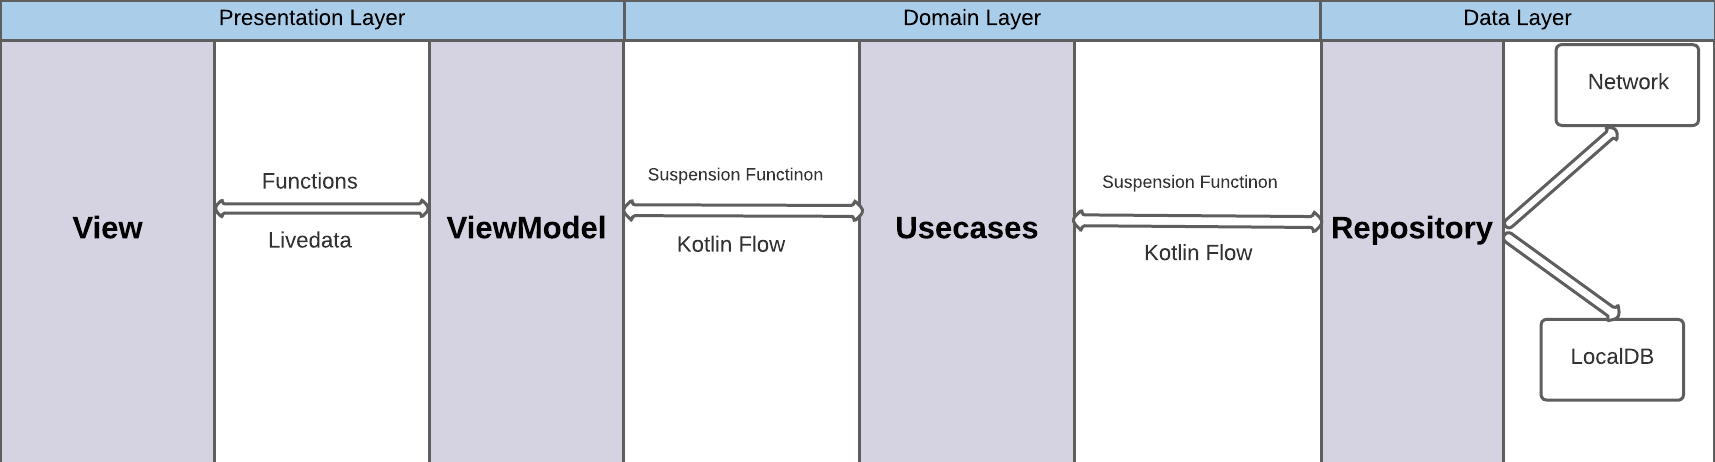 Presentation Layer
Domain Layer
Data Layer
View
Functions
Livedata
ViewModel
Suspension Functinon
Kotlin Flow
Usecases
Suspension Functinon
Kotlin Flow
Repository
Network
LocalDB